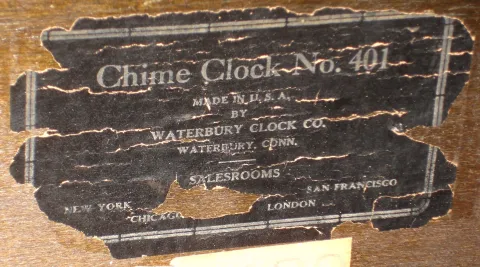 Chime Clock No. 401
MADE IN U.S.A.
BY
WATERBURY CLOCK CO.
WATERBURY, CONN.
SALESROOMS
NEW YORK CHICAGO LONDON SAN FRANCISCO